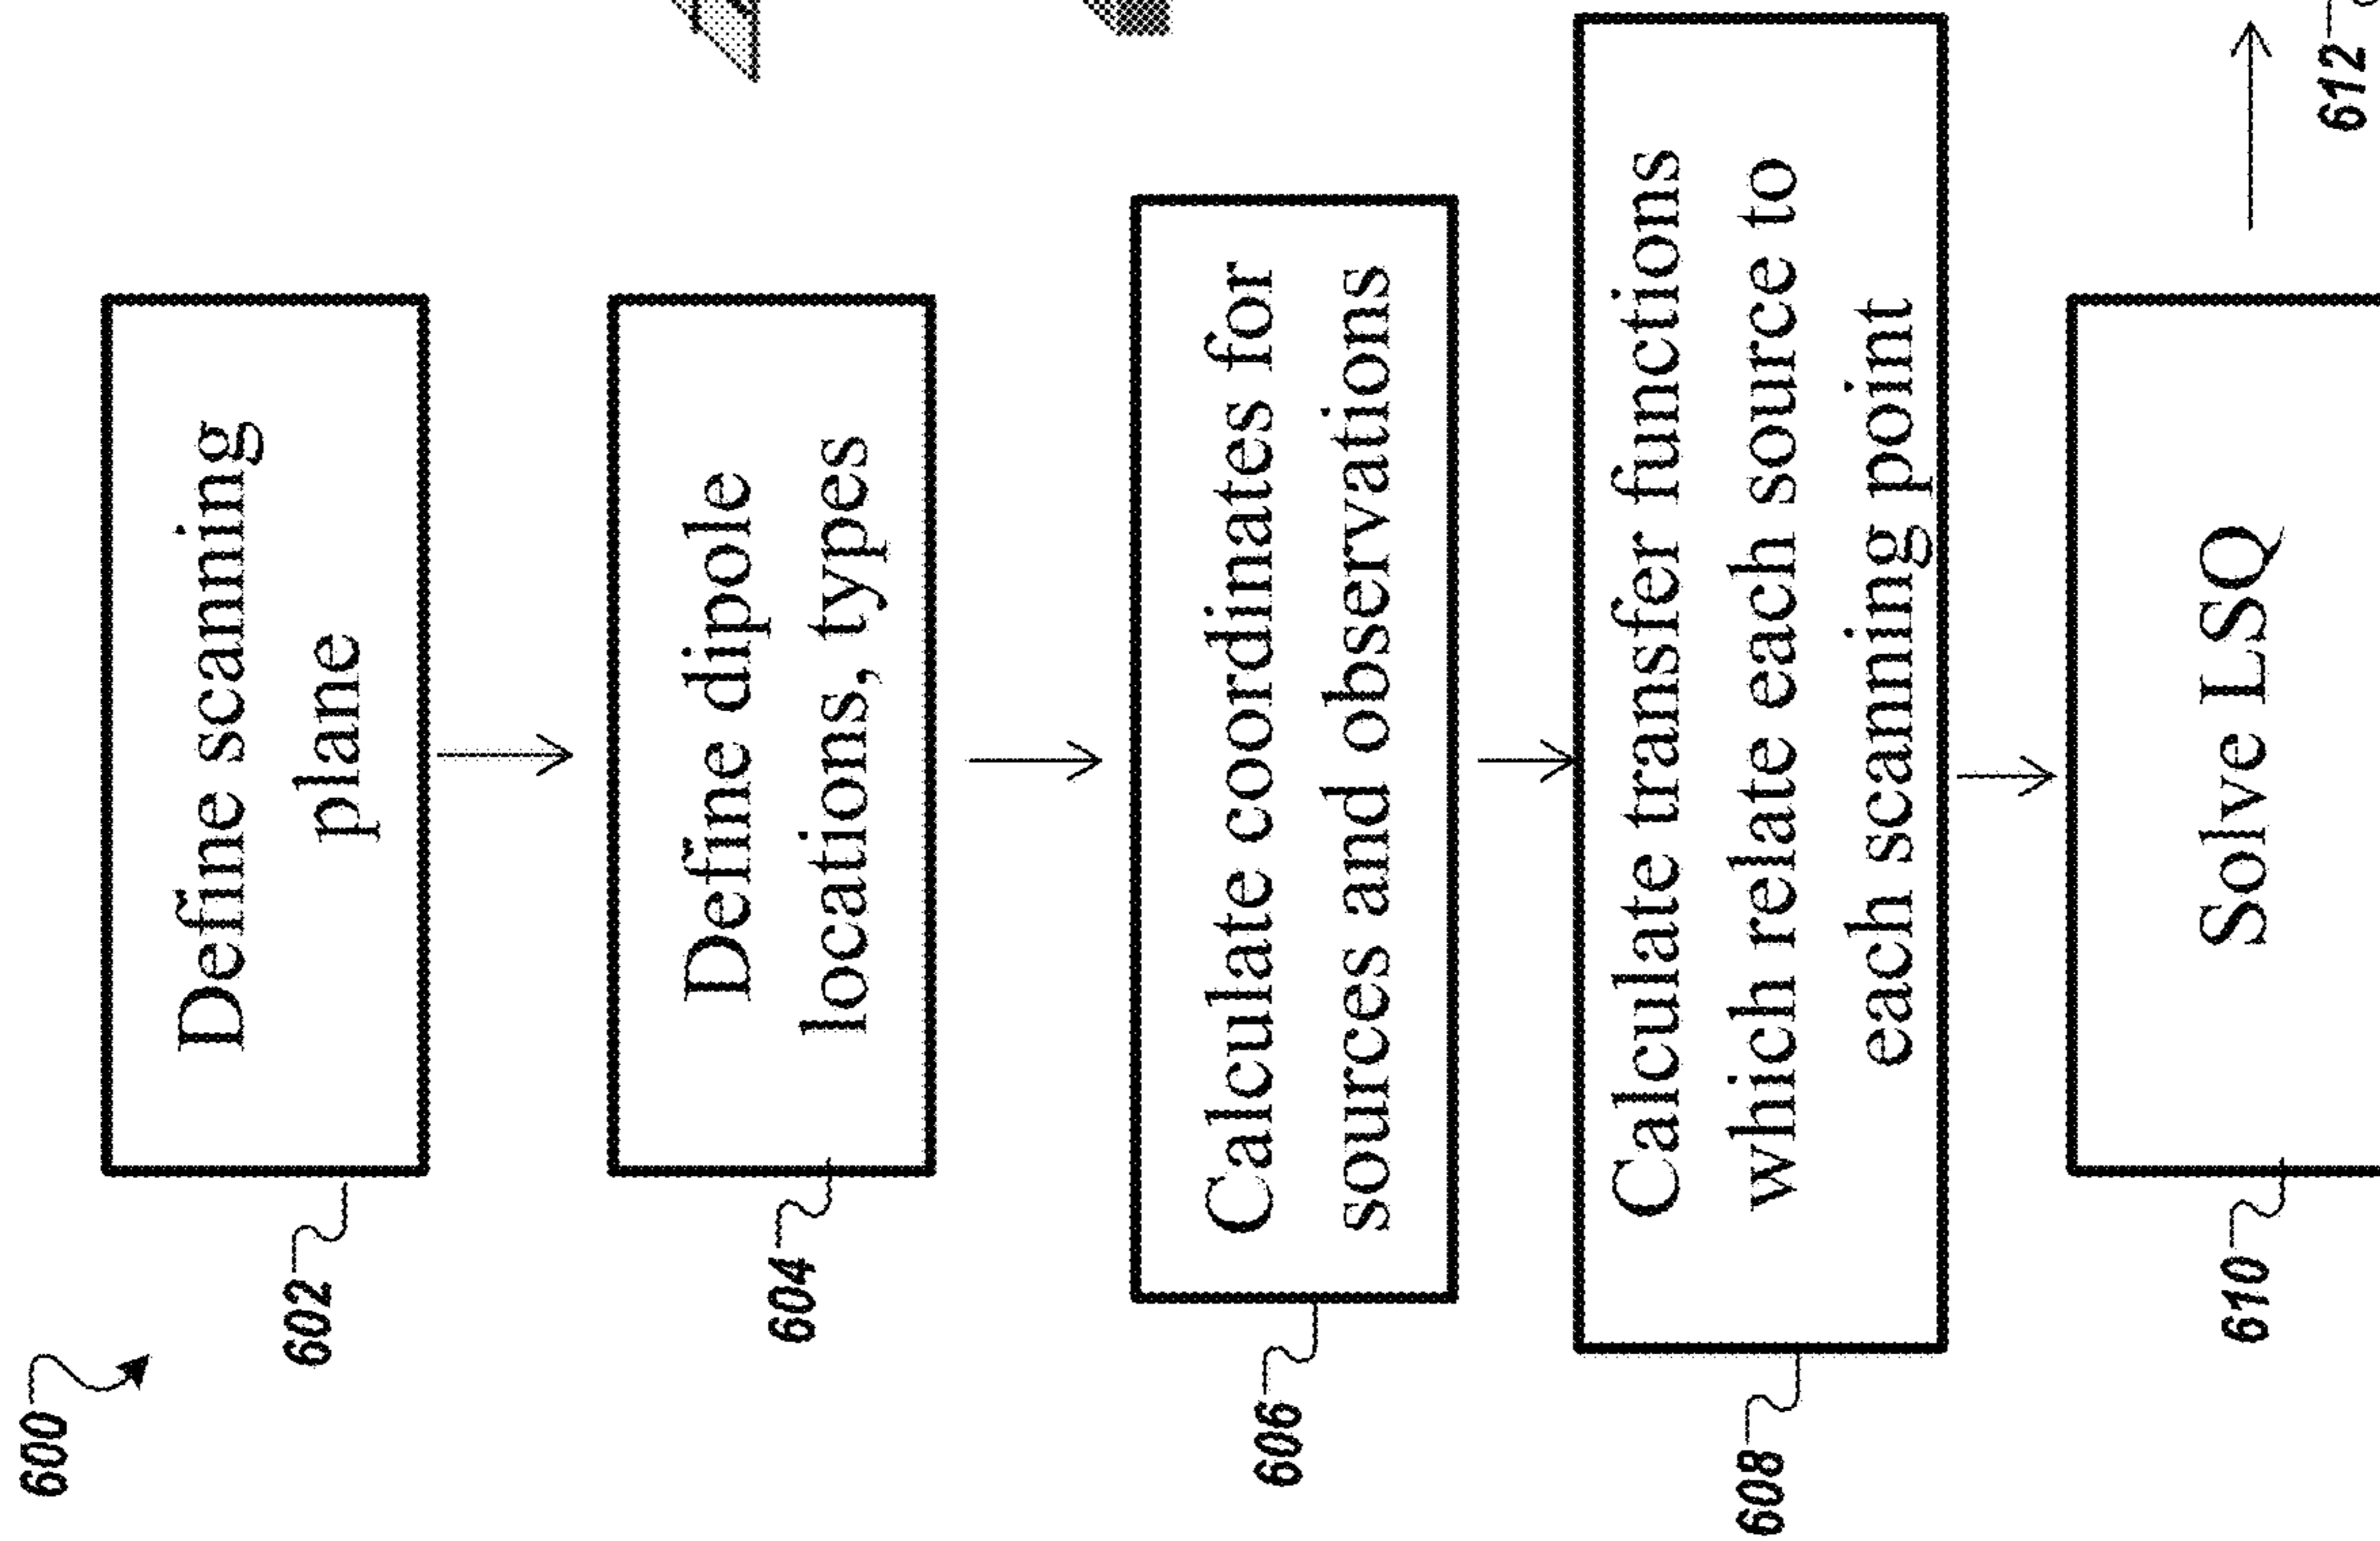 600
602
Define scanning
plane
604
Define dipole
locations, types
606
Calculate coordinates for
sources and observations
608
Calculate transfer functions
which relate each source to
each scanning point
610
Solve LSQ
612